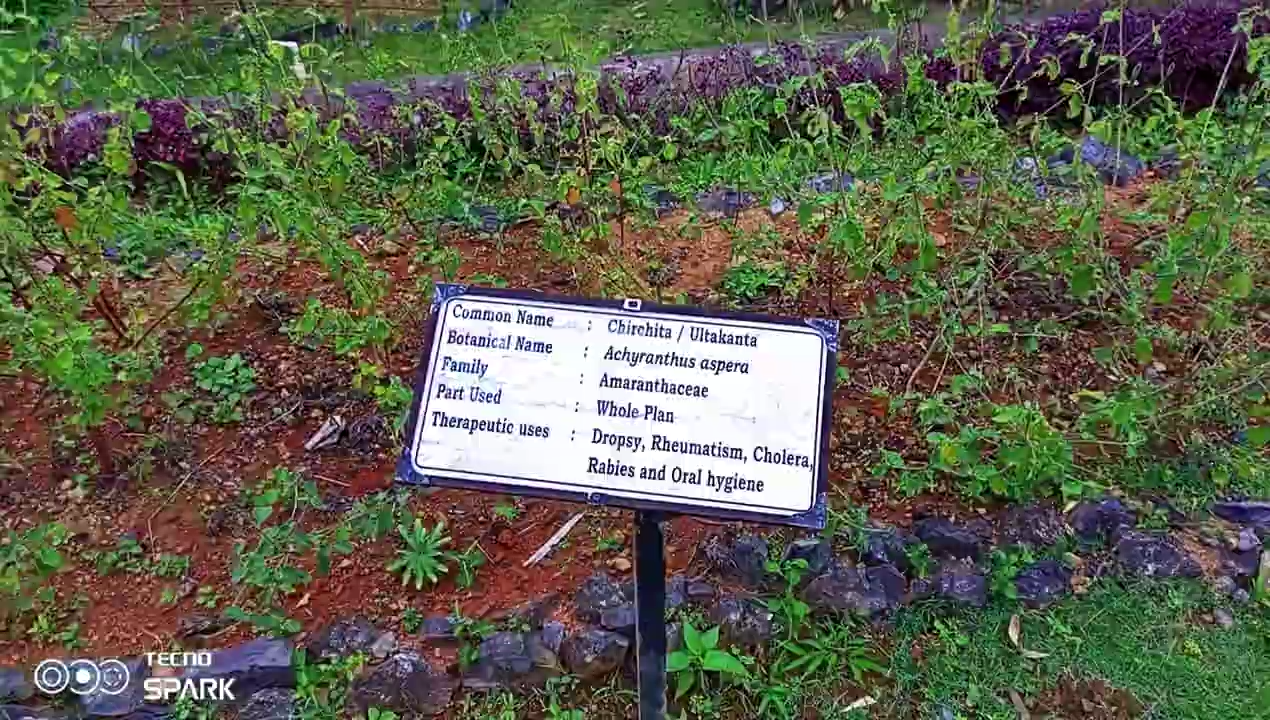 Common Name : Chirchita / Ultakanta
Botanical Name : Achyranthus aspera
Family : Amaranthaceae
Part Used : Whole Plan
Therapeutic uses : Dropsy, Rheumatism, Cholera,
Rabies and Oral hygiene
TECNO
SPARK